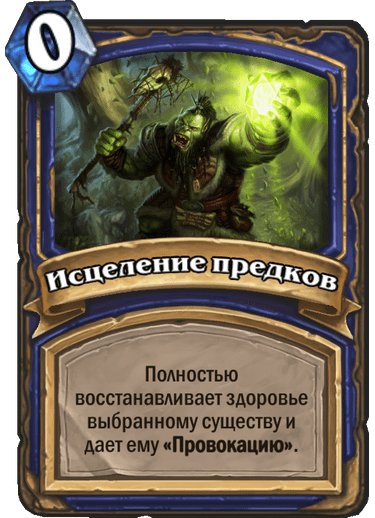 0
Исцеление предков
Полностью
восстанавливает здоровье
выбранному существу и
дает ему «Провокацию».